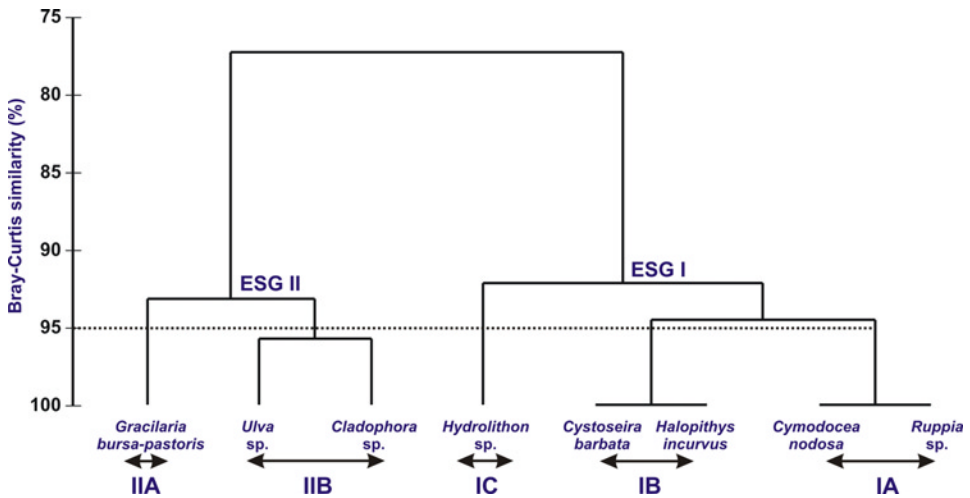 Bray-Curtis similarity (%)
75
80
85
90
95
100
ESG II
ESG I
Gracilaria
bursa-pastoris
Ulva
sp.
Cladophora
sp.
Hydrolithon
sp.
Cystoseira
barbata
Halopithys
incurvus
Cymodocea
nodosa
Ruppia
sp.
IIA
IIB
IC
IB
IA